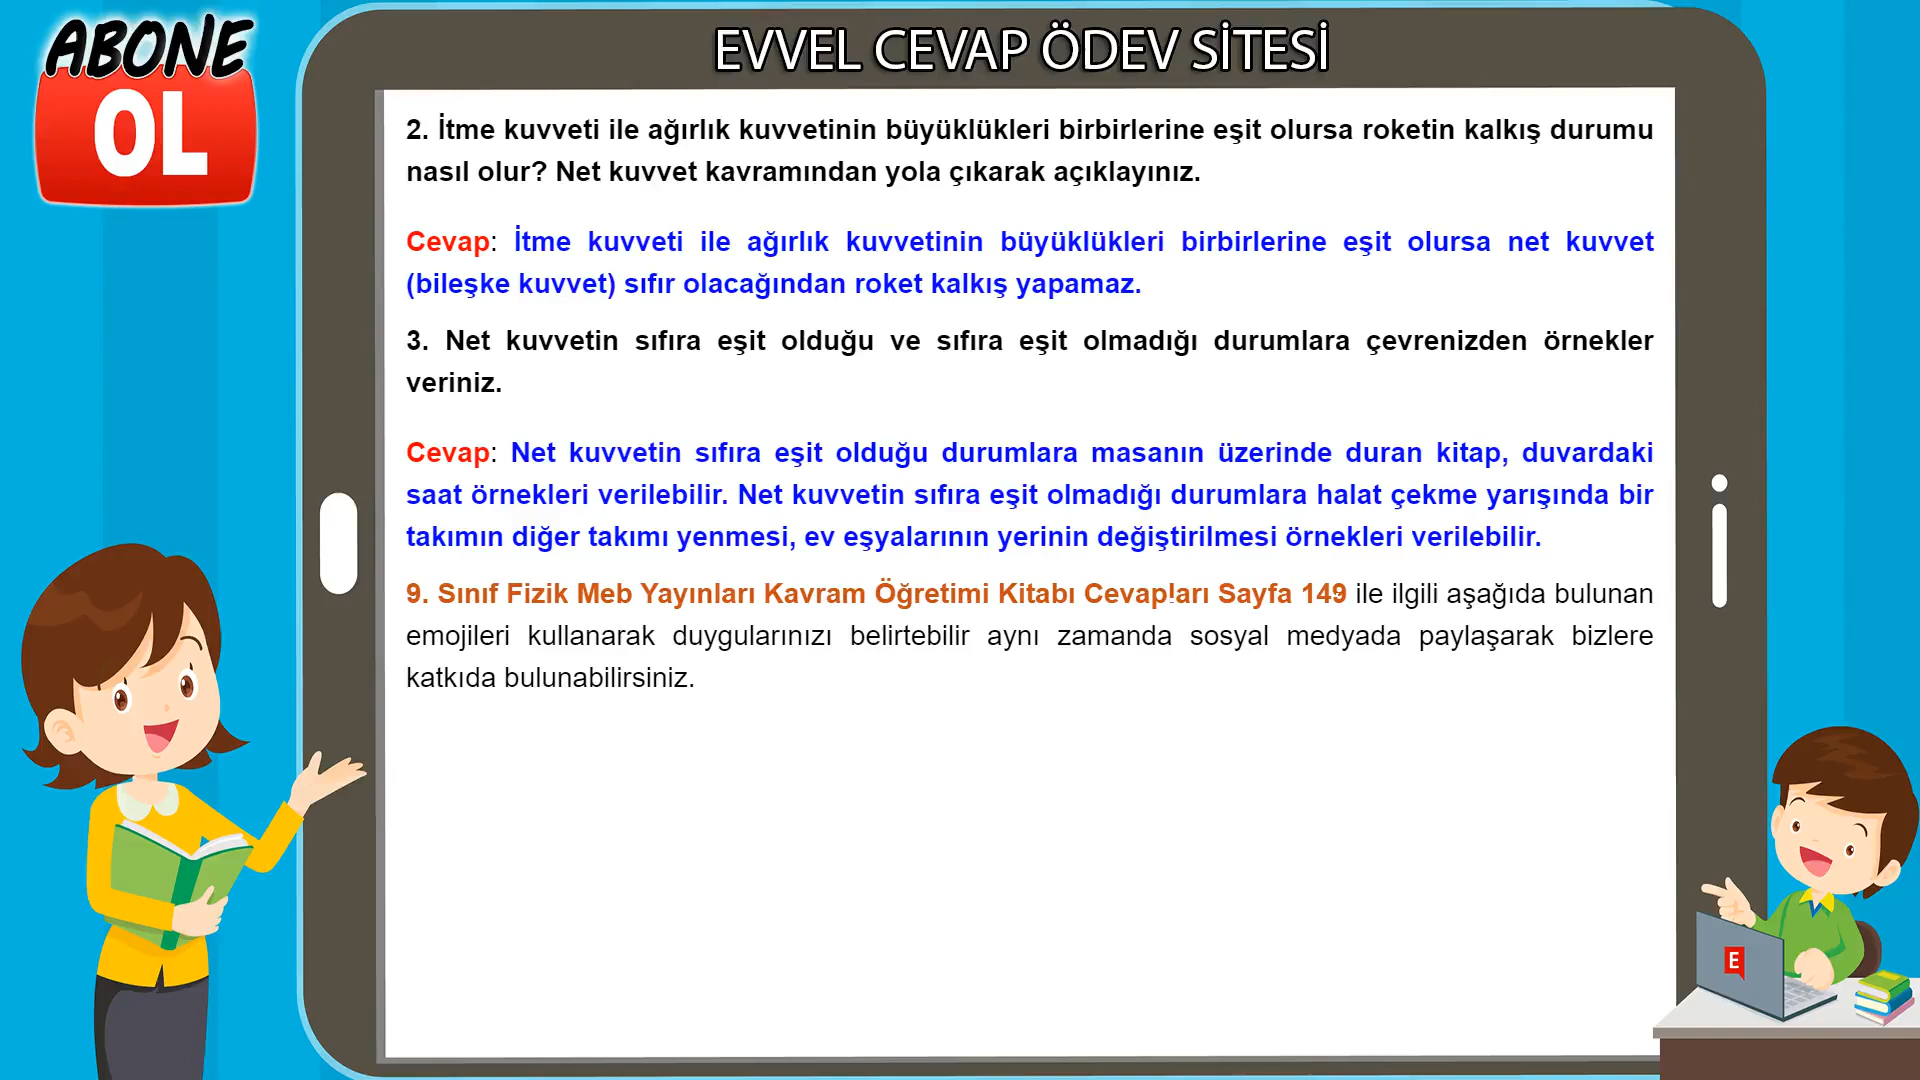 ABONE
OL
EVVEL CEVAP ÖDEV SİTESİ
2. İtme kuvveti ile ağırlık kuvvetinin büyüklükleri birbirlerine eşit olursa roketin kalkış durumu
nasıl olur? Net kuvvet kavramından yola çıkarak açıklayınız.
Cevap: İtme kuvveti ile ağırlık kuvvetinin büyüklükleri birbirlerine eşit olursa net kuvvet
(bileşke kuvvet) sıfır olacağından roket kalkış yapamaz.
3. Net kuvvetin sıfıra eşit olduğu ve sıfıra eşit olmadığı durumlara çevrenizden örnekler
veriniz.
Cevap: Net kuvvetin sıfıra eşit olduğu durumlara masanın üzerinde duran kitap, duvardaki
saat örnekleri verilebilir. Net kuvvetin sıfıra eşit olmadığı durumlara halat çekme yarışında bir
takımın diğer takımı yenmesi, ev eşyalarının yerinin değiştirilmesi örnekleri verilebilir.
9. Sınıf Fizik Meb Yayınları Kavram Öğretimi Kitabı Cevapları Sayfa 149 ile ilgili aşağıda bulunan
emojileri kullanarak duygularınızı belirtebilir aynı zamanda sosyal medyada paylaşarak bizlere
katkıda bulunabilirsiniz.
E